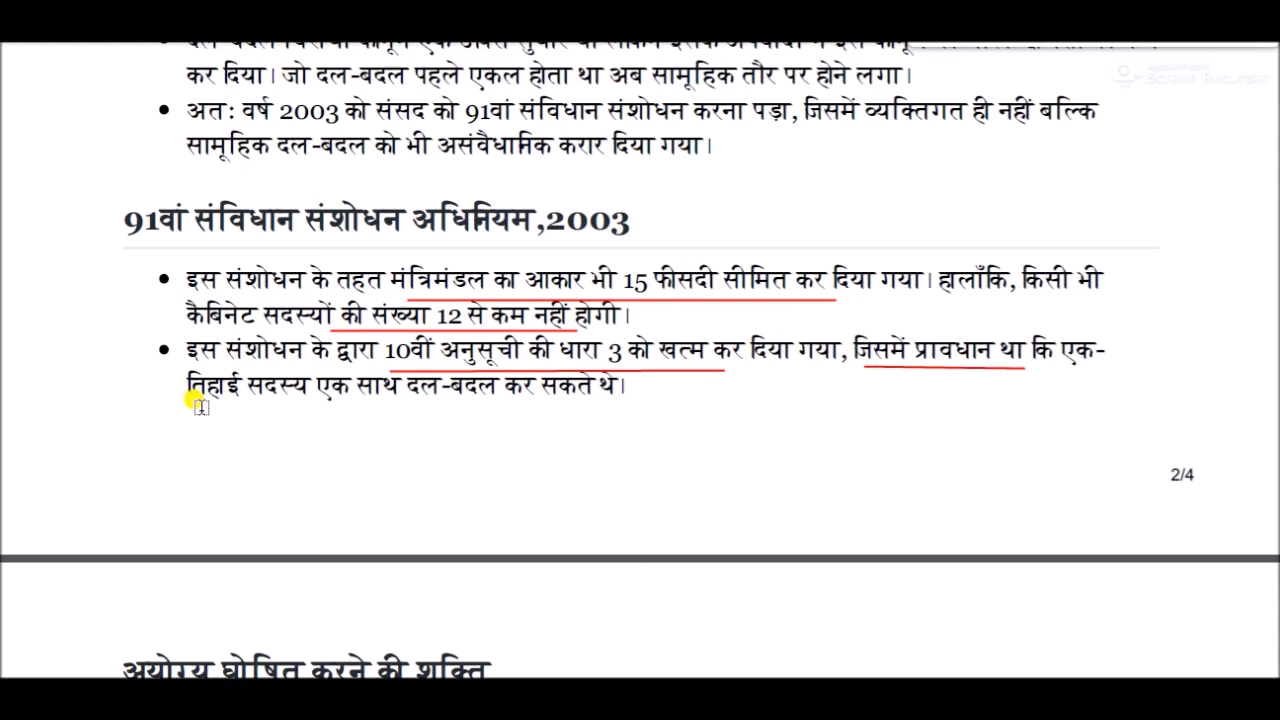 कर दिया। जो दल-बदल पहले एकल होता था अब सामूहिक तौर पर होने लगा।
• अतः वर्ष 2003 को संसद को 91वां संविधान संशोधन करना पड़ा, जिसमें व्यक्तिगत ही नहीं बल्कि
सामूहिक दल-बदल को भी असंवैधानिक करार दिया गया।
91वां संविधान संशोधन अधिनियम,2003
• इस संशोधन के तहत मंत्रिमंडल का आकार भी 15 फीसदी सीमित कर दिया गया। हालाँकि, किसी भी
कैबिनेट सदस्यों की संख्या 12 से कम नहीं होगी।
• इस संशोधन के द्वारा 10वीं अनुसूची की धारा 3 को खत्म कर दिया गया, जिसमें प्रावधान था कि एक-
तिहाई सदस्य एक साथ दल-बदल कर सकते थे।
2/4
अयोग्य घोषित करने की शक्ति